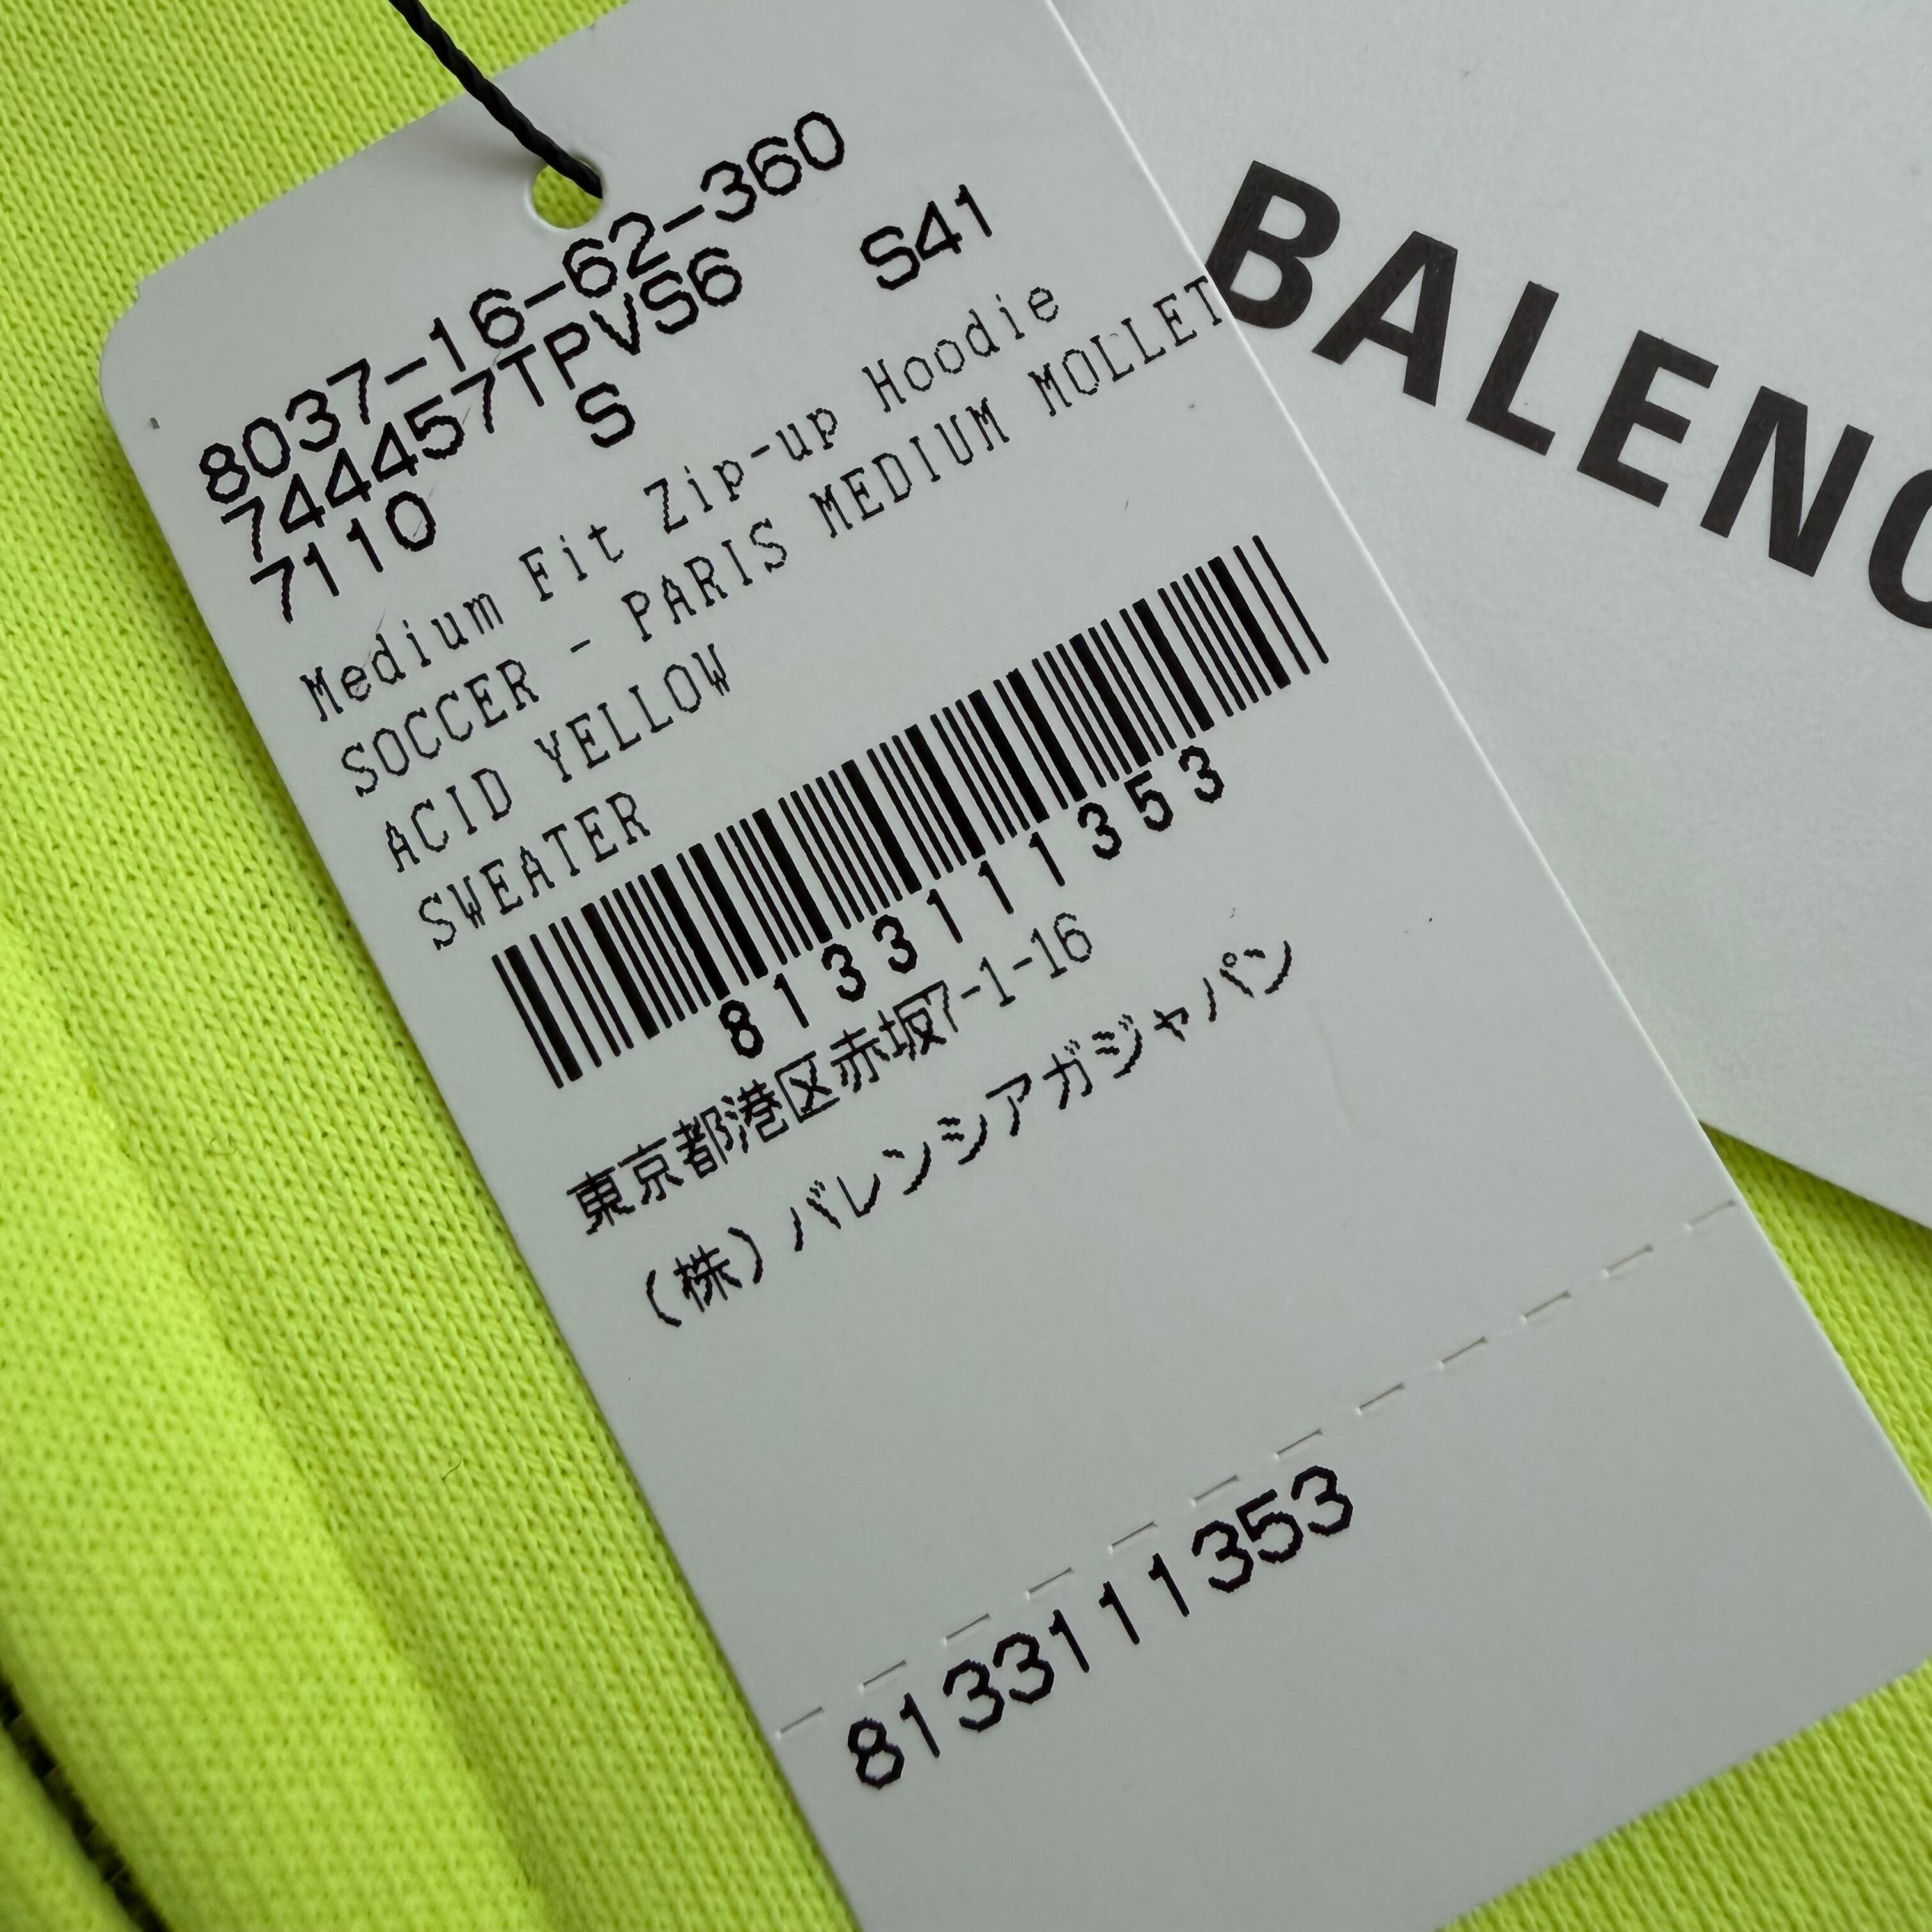 8037-16-62-360
744457TPVS6 S41
7110 S
Medium Fit Zip-up Hoodie
SOCCER - PARIS MEDIUM MOLLET
ACID YELLOW
SWEATER
8133111353
東京都港区赤坂7-1-16
(株)バレンシアガジャパン
8133111353
BALENC